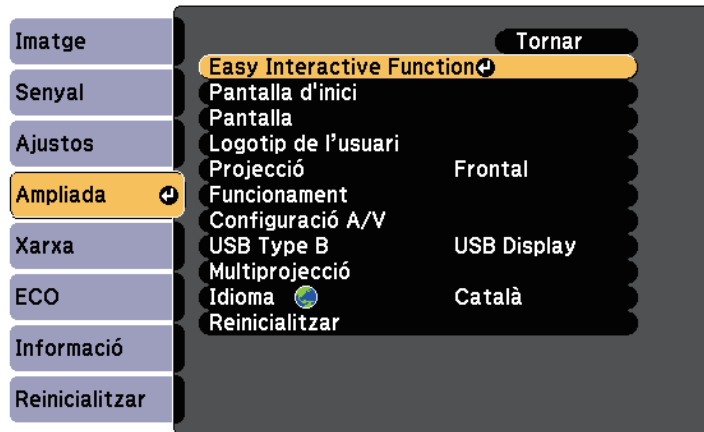 Imatge
Senyal
Ajustos
Ampliada
Xarxa
ECO
Informació
Reinicialitzar
Tornar
Easy Interactive Function
Pantalla d'inici
Pantalla
Logotip de l’usuari
Projecció Frontal
Funcionament
Configuració A/V
USB Type B USB Display
Multiprojecció
Idioma Català
Reinicialitzar